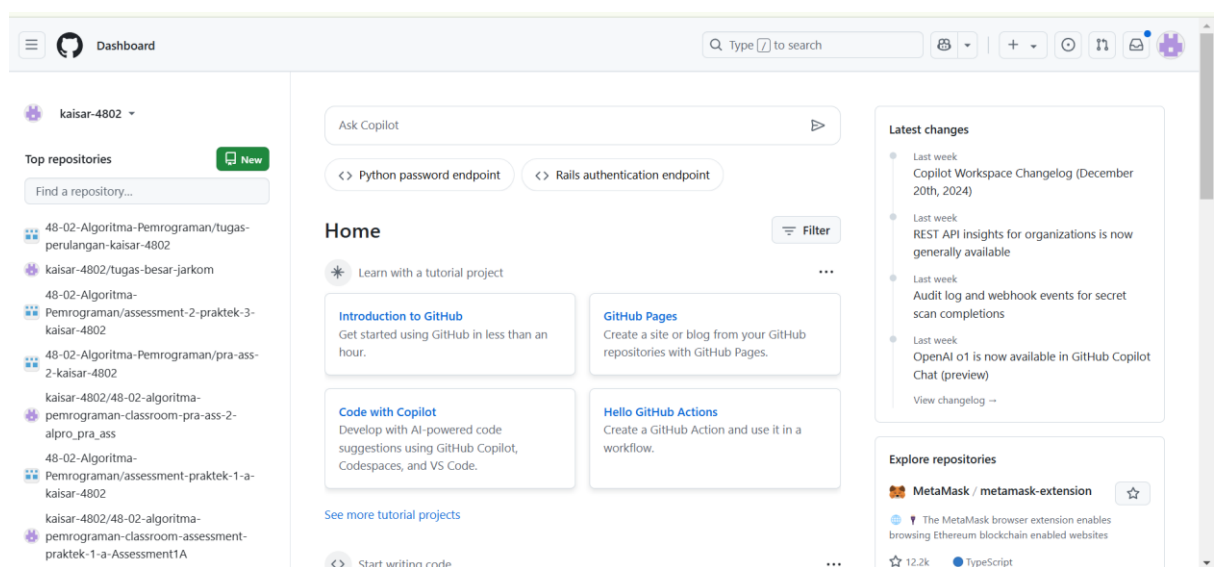 Dashboard
Type / to search
kaisar-4802
Top repositories
New
Find a repository...
48-02-Algoritma-Pemrograman/tugas-
perulangan-kaisar-4802
kaisar-4802/tugas-besar-jarkom
48-02-Algoritma-
Pemrograman/assessment-2-praktek-3-
kaisar-4802
48-02-Algoritma-Pemrograman/pra-ass-
2-kaisar-4802
kaisar-4802/48-02-algoritma-
pemrograman-classroom-pra-ass-2-
alpro_pra_ass
48-02-Algoritma-
Pemrograman/assessment-praktek-1-a-
kaisar-4802
kaisar-4802/48-02-algoritma-
pemrograman-classroom-assessment-
praktek-1-a-Assessment1A
Ask Copilot
Python password endpoint
Rails authentication endpoint
Home
Filter
Learn with a tutorial project
Introduction to GitHub
Get started using GitHub in less than an
hour.
GitHub Pages
Create a site or blog from your GitHub
repositories with GitHub Pages.
Code with Copilot
Develop with AI-powered code
suggestions using GitHub Copilot,
Codespaces, and VS Code.
Hello GitHub Actions
Create a GitHub Action and use it in a
workflow.
See more tutorial projects
Start writing code
Latest changes
Last week
Copilot Workspace Changelog (December
20th, 2024)
Last week
REST API insights for organizations is now
generally available
Last week
Audit log and webhook events for secret
scan completions
Last week
OpenAI o1 is now available in GitHub Copilot
Chat (preview)
View changelog →
Explore repositories
MetaMask / metamask-extension
The MetaMask browser extension enables
browsing Ethereum blockchain enabled websites
12.2k TypeScript